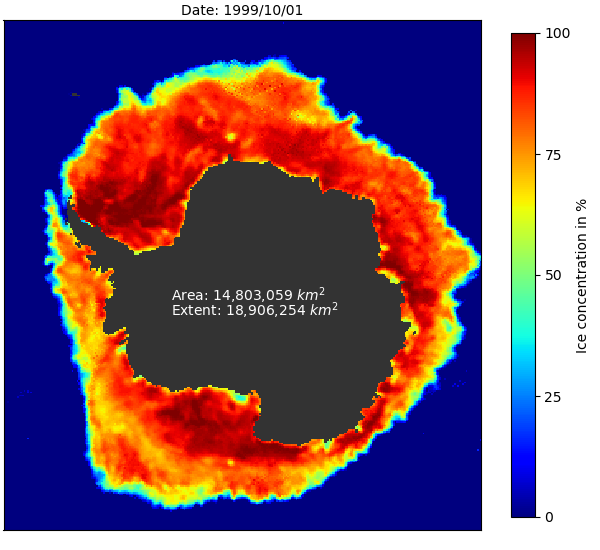 Date: 1999/10/01
Area: 14,803,059 km²
Extent: 18,906,254 km²
100
75
50
25
0
Ice concentration in %